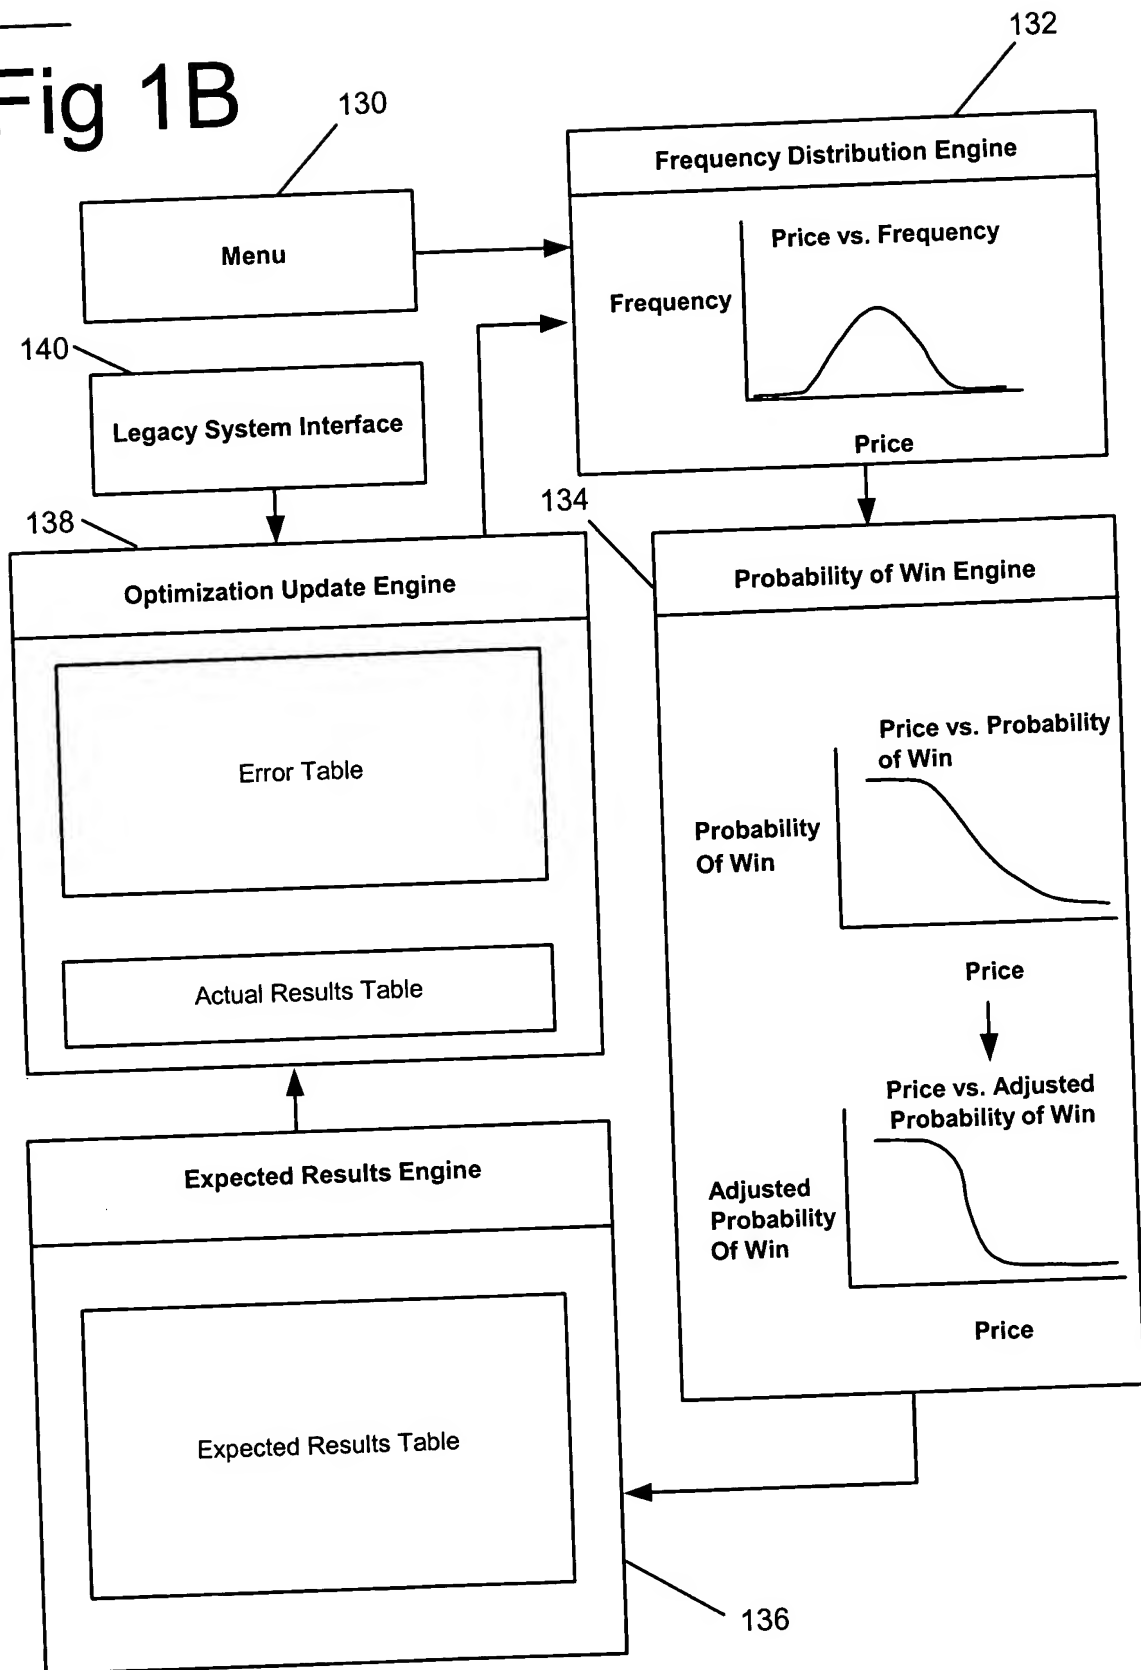 Fig 1B
130
132
Menu
Frequency Distribution Engine
Price vs. Frequency
Frequency
Price
140
Legacy System Interface
138
134
Optimization Update Engine
Error Table
Actual Results Table
Probability of Win Engine
Price vs. Probability
of Win
Probability
Of Win
Price
Price vs. Adjusted
Probability of Win
Adjusted
Probability
Of Win
Price
Expected Results Engine
Expected Results Table
136